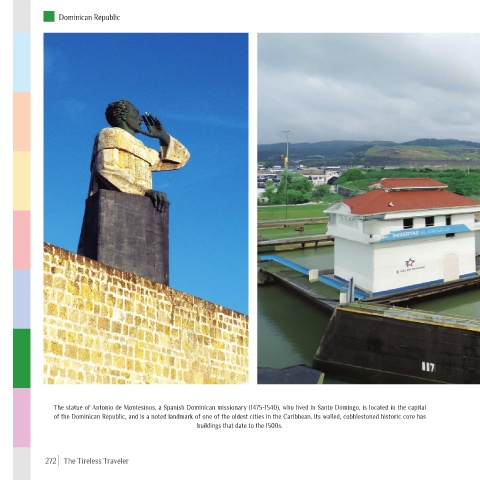 Dominican Republic
117
The statue of Antonio de Montesinos, a Spanish Dominican missionary (1475-1540), who lived in Santo Domingo, is located in the capital
of the Dominican Republic, and is a noted landmark of one of the oldest cities in the Caribbean. Its walled, cobblestoned historic core has
buildings that date to the 1500s.
272 | The Tireless Traveler